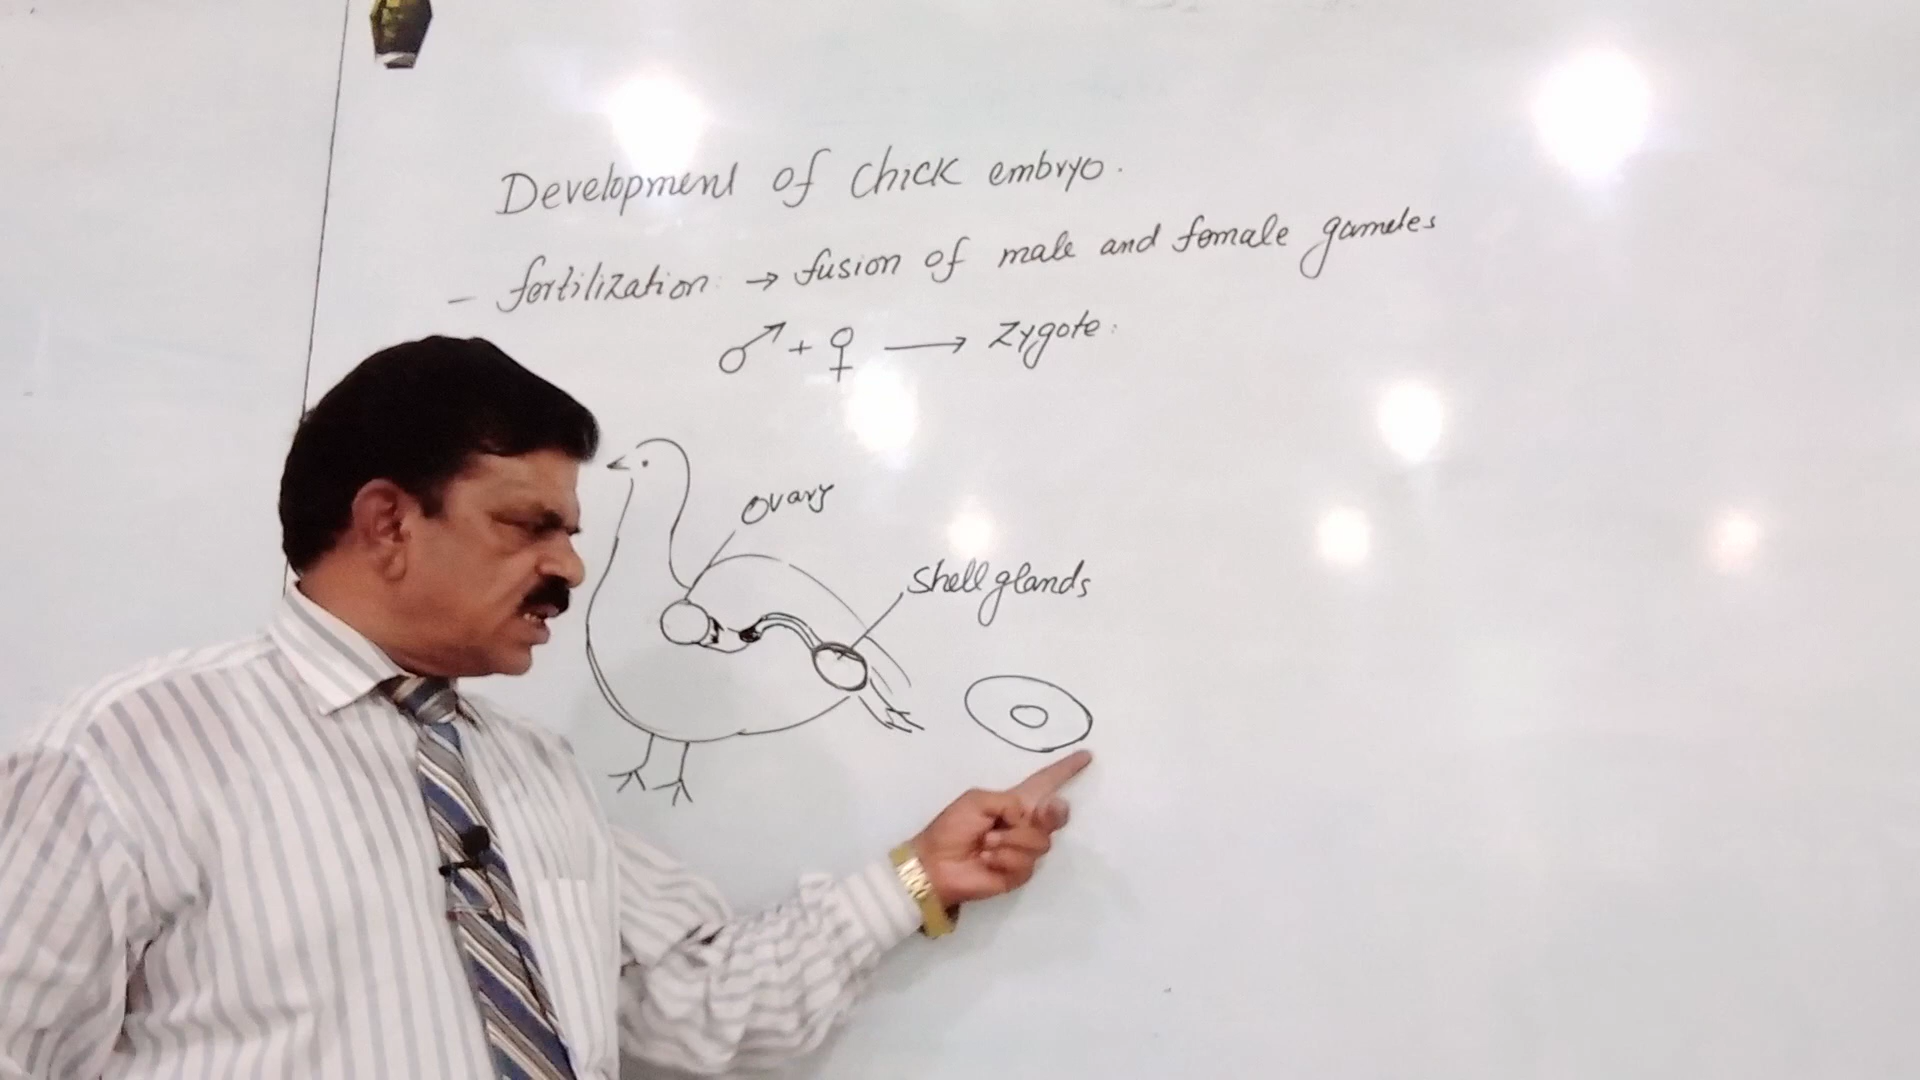 Development of chick embryo.
- fertilization → fusion of male and female gametes
♂ + ♀ → zygote.
Ovary
Shell glands